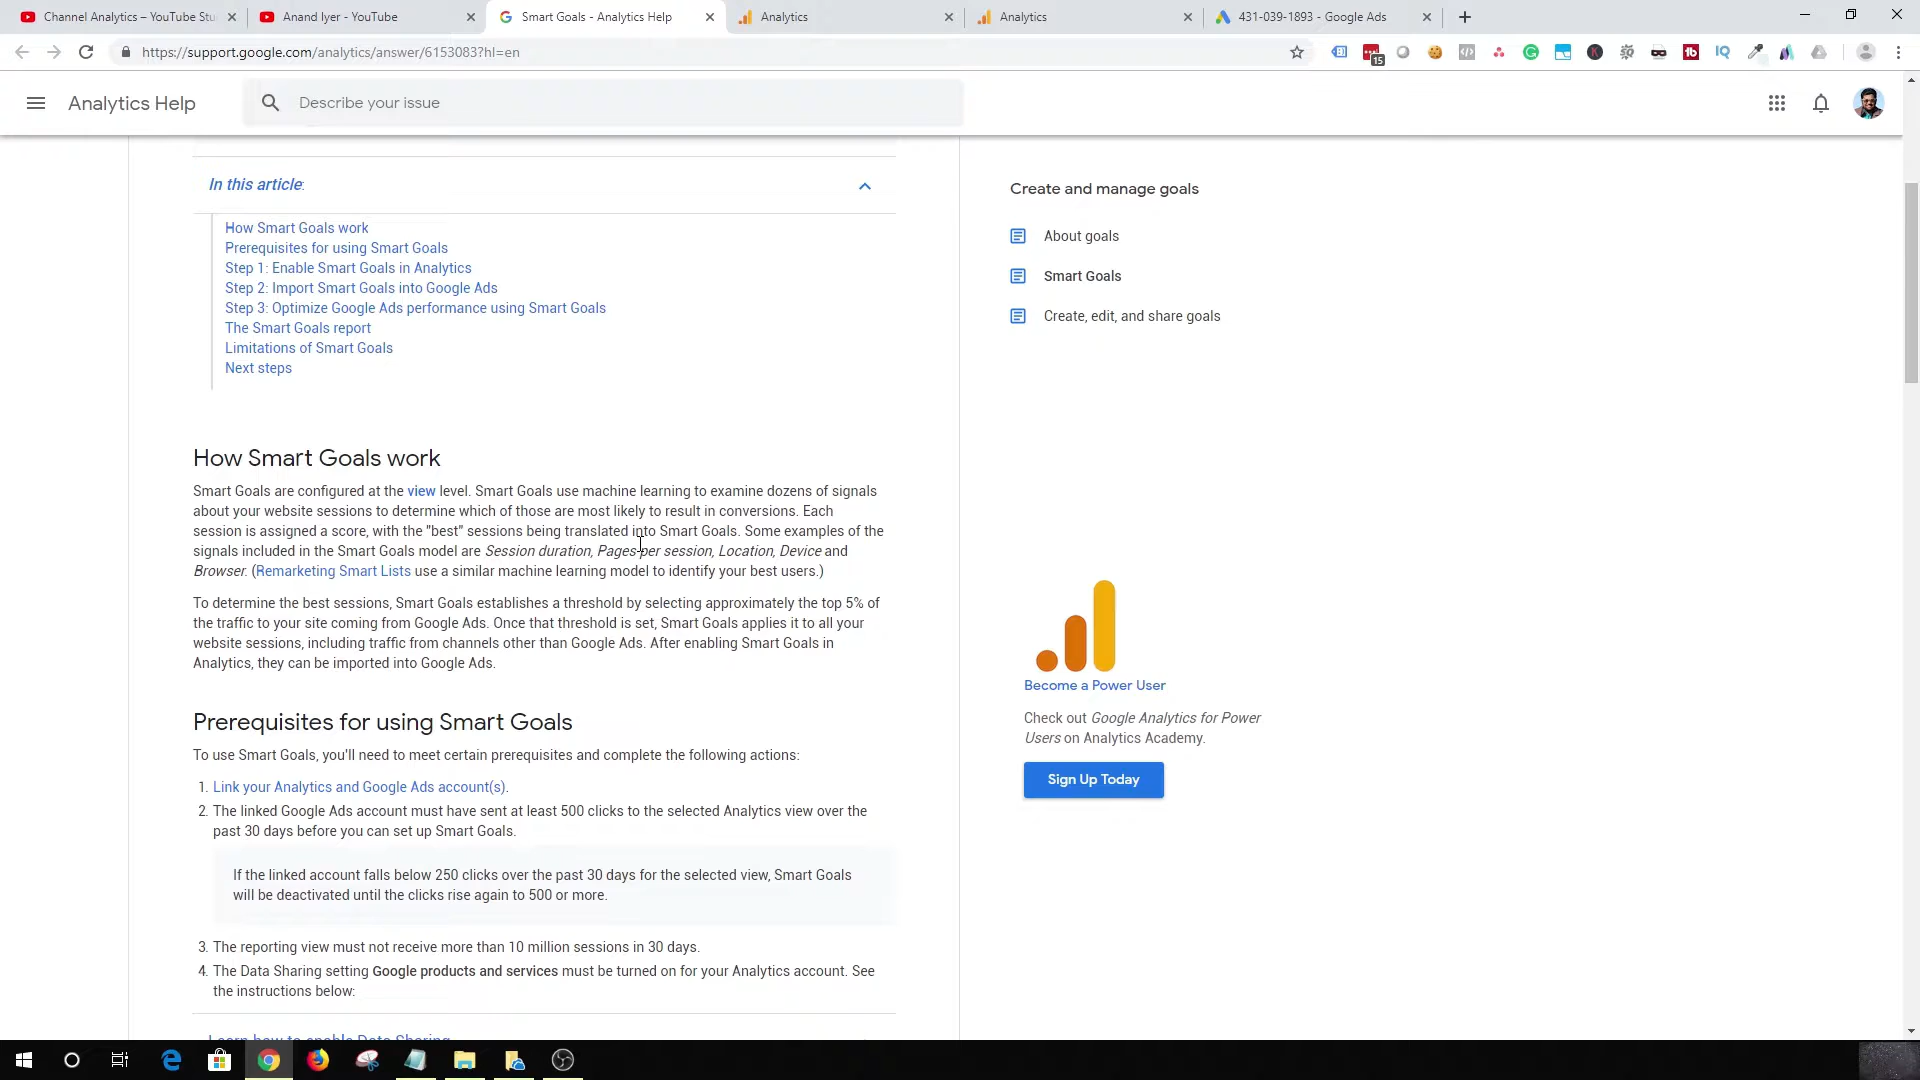 Channel Analytics – YouTube Stu
Anand Iyer - YouTube
Smart Goals - Analytics Help
Analytics
Analytics
431-039-1893 - Google Ads
https://support.google.com/analytics/answer/6153083?hl=en
15
Analytics Help
Describe your issue
In this article:
How Smart Goals work
Prerequisites for using Smart Goals
Step 1: Enable Smart Goals in Analytics
Step 2: Import Smart Goals into Google Ads
Step 3: Optimize Google Ads performance using Smart Goals
The Smart Goals report
Limitations of Smart Goals
Next steps
How Smart Goals work
Smart Goals are configured at the view level. Smart Goals use machine learning to examine dozens of signals
about your website sessions to determine which of those are most likely to result in conversions. Each
session is assigned a score, with the "best" sessions being translated into Smart Goals. Some examples of the
signals included in the Smart Goals model are Session duration, Pages per session, Location, Device and
Browser. (Remarketing Smart Lists use a similar machine learning model to identify your best users.)
To determine the best sessions, Smart Goals establishes a threshold by selecting approximately the top 5% of
the traffic to your site coming from Google Ads. Once that threshold is set, Smart Goals applies it to all your
website sessions, including traffic from channels other than Google Ads. After enabling Smart Goals in
Analytics, they can be imported into Google Ads.
Prerequisites for using Smart Goals
To use Smart Goals, you'll need to meet certain prerequisites and complete the following actions:
1. Link your Analytics and Google Ads account(s).
2. The linked Google Ads account must have sent at least 500 clicks to the selected Analytics view over the
past 30 days before you can set up Smart Goals.
If the linked account falls below 250 clicks over the past 30 days for the selected view, Smart Goals
will be deactivated until the clicks rise again to 500 or more.
3. The reporting view must not receive more than 10 million sessions in 30 days.
4. The Data Sharing setting Google products and services must be turned on for your Analytics account. See
the instructions below:
Learn how to enable Data Sharing
Create and manage goals
About goals
Smart Goals
Create, edit, and share goals
Become a Power User
Check out Google Analytics for Power
Users on Analytics Academy.
Sign Up Today